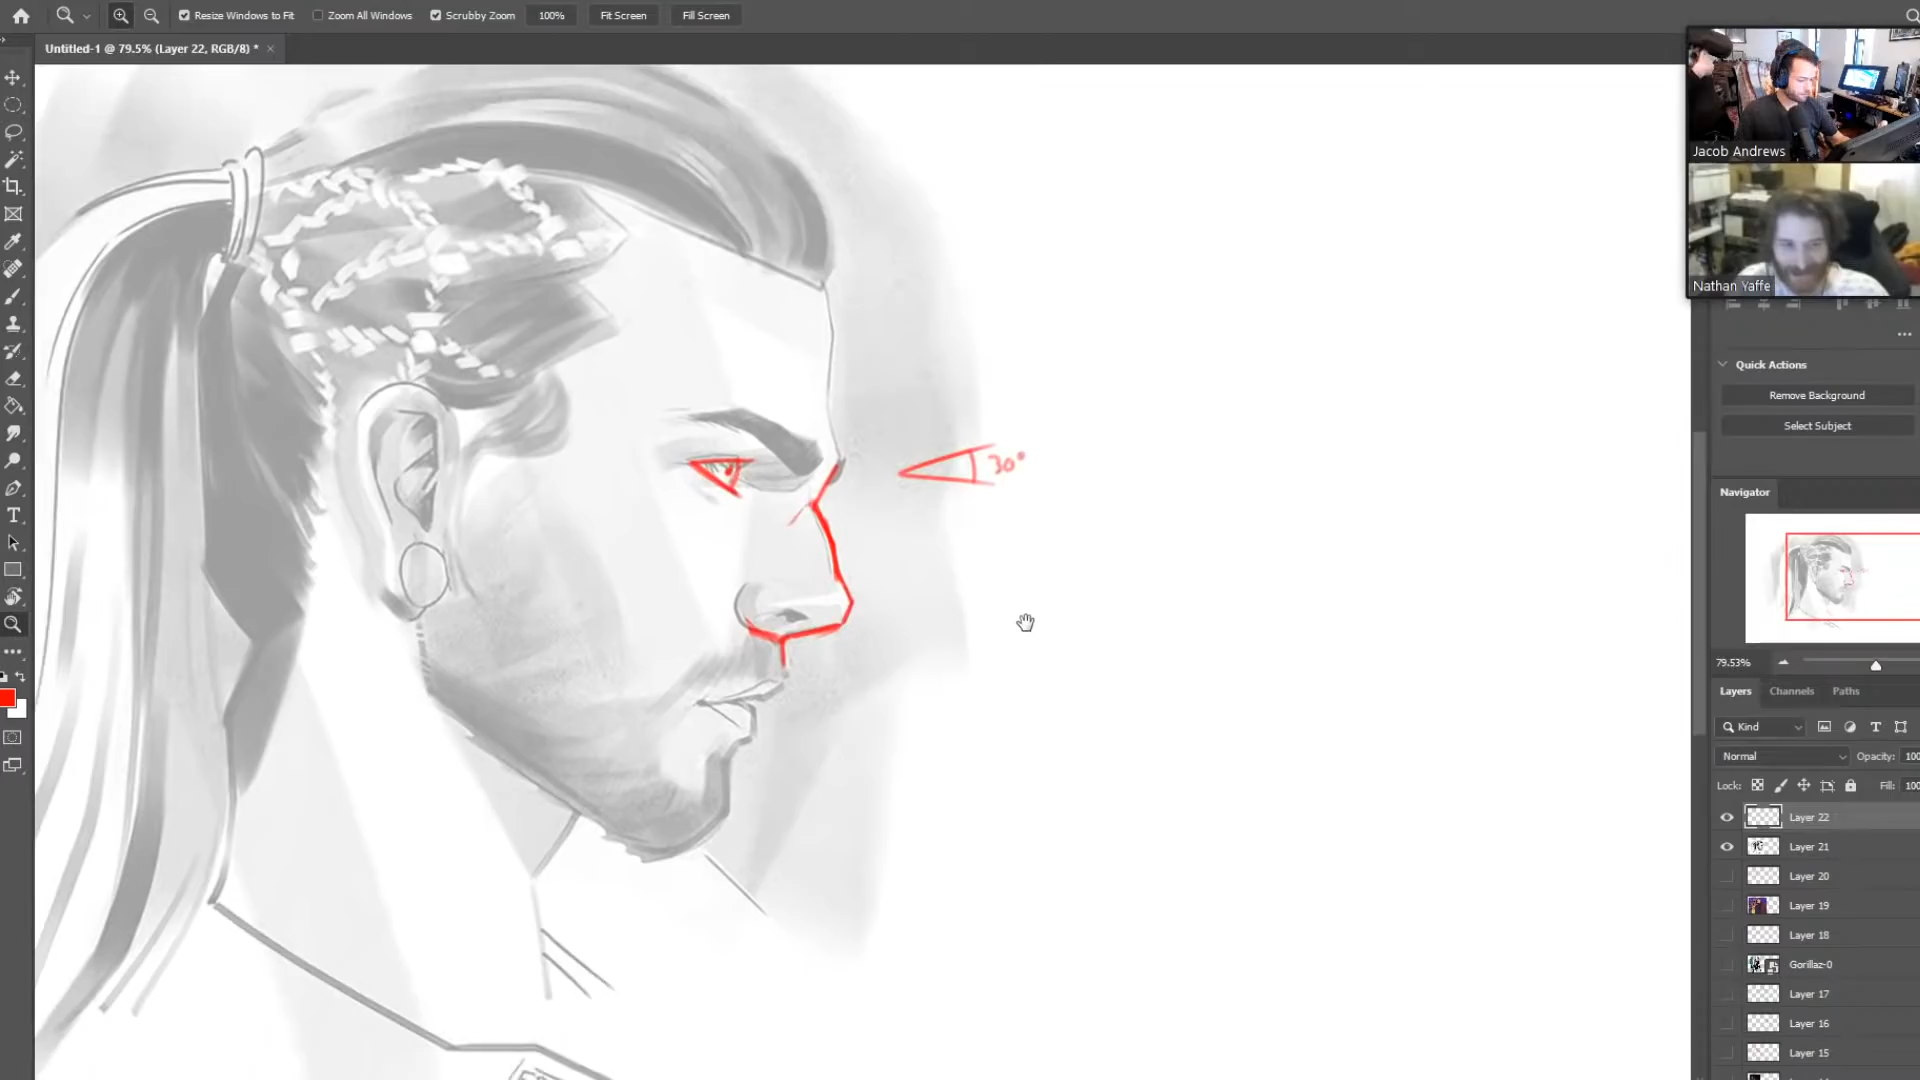 Resize Windows to Fit
Zoom All Windows
Scrubby Zoom
100%
Fit Screen
Fill Screen
Untitled-1 @ 79.5% (Layer 22, RGB/8) *
Jacob Andrews
Nathan Yaffe
30°
Quick Actions
Remove Background
Select Subject
Navigator
79.53%
Layers
Channels
Paths
Kind
Normal
Opacity: 100
Lock:
Fill: 100
Layer 22
Layer 21
Layer 20
Layer 19
Layer 18
Gorillaz-0
Layer 17
Layer 16
Layer 15